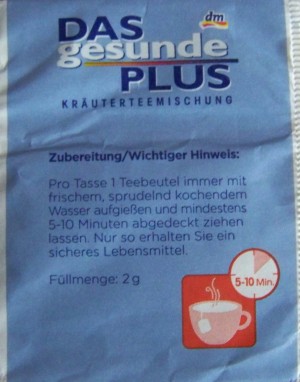 DAS
dm
gesunde
PLUS
KRÄUTERTEEMISCHUNG
Zubereitung/Wichtiger Hinweis:
Pro Tasse 1 Teebeutel immer mit
frischem, sprudelnd kochendem
Wasser aufgießen und mindestens
5-10 Minuten abgedeckt ziehen
lassen. Nur so erhalten Sie ein
sicheres Lebensmittel.
Füllmenge: 2 g
5-10 Min.